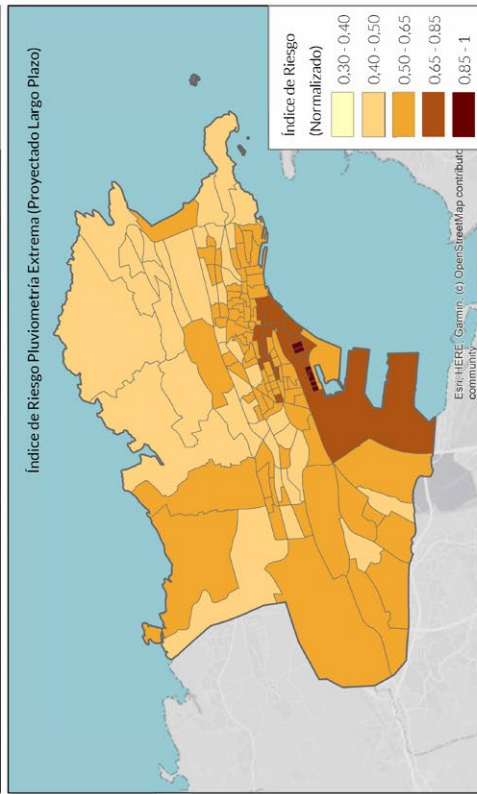 Índice de Riesgo Pluviometría Extrema (Proyectado Largo Plazo)
Índice de Riesgo
(Normalizado)
0.30 - 0.40
0.40 - 0.50
0.50 - 0.65
0.65 - 0.85
0.85 - 1
Esri, HERE, Garmin, (c) OpenStreetMap contributo
community